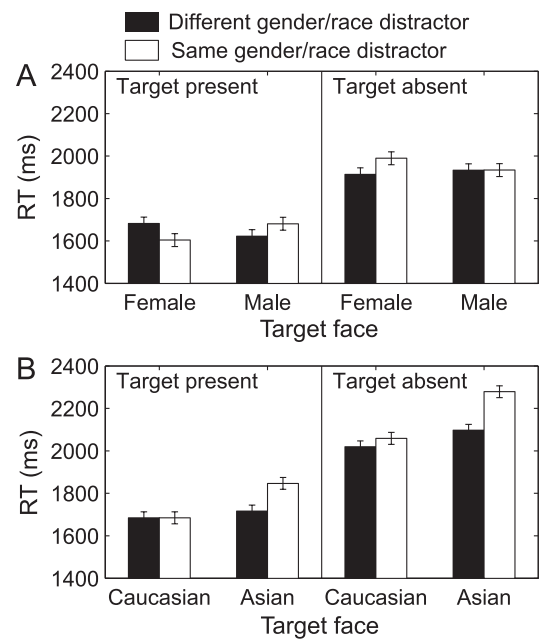 Different gender/race distractor
Same gender/race distractor
A
Target present
Target absent
2400
2200
2000
1800
1600
1400
RT (ms)
Female Male Female Male
Target face
B
Target present
Target absent
2400
2200
2000
1800
1600
1400
RT (ms)
Caucasian Asian Caucasian Asian
Target face